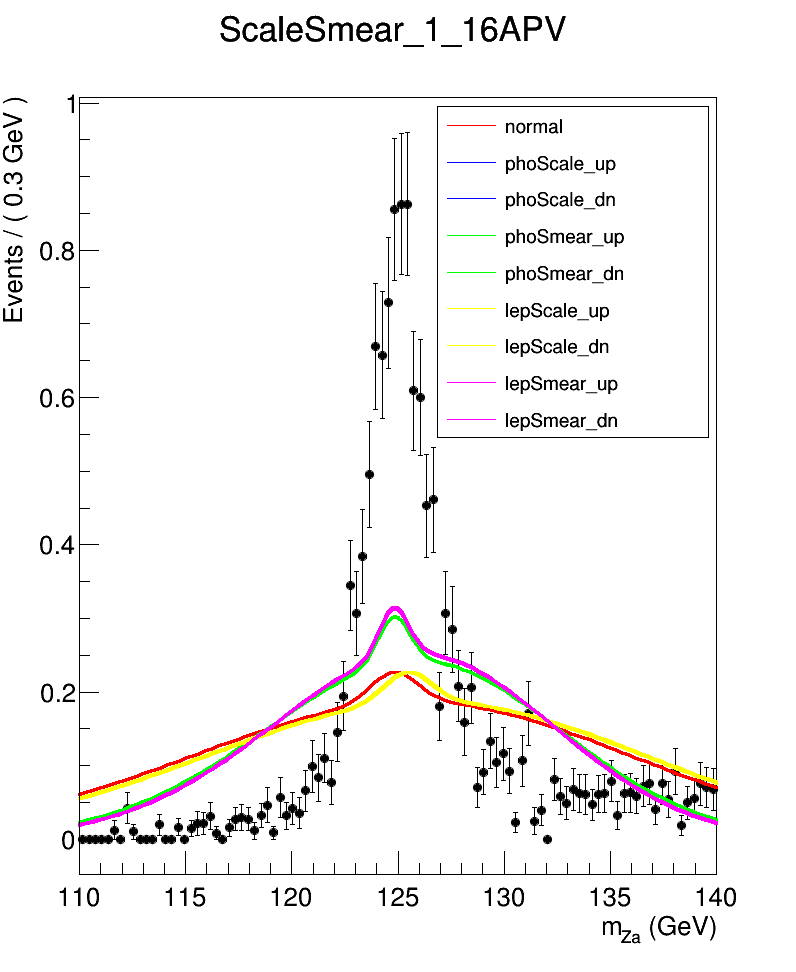 ScaleSmear_1_16APV
Events / ( 0.3 GeV )
1
0.8
0.6
0.4
0.2
0
normal
phoScale_up
phoScale_dn
phoSmear_up
phoSmear_dn
lepScale_up
lepScale_dn
lepSmear_up
lepSmear_dn
110 115 120 125 130 135 140
mZa (GeV)